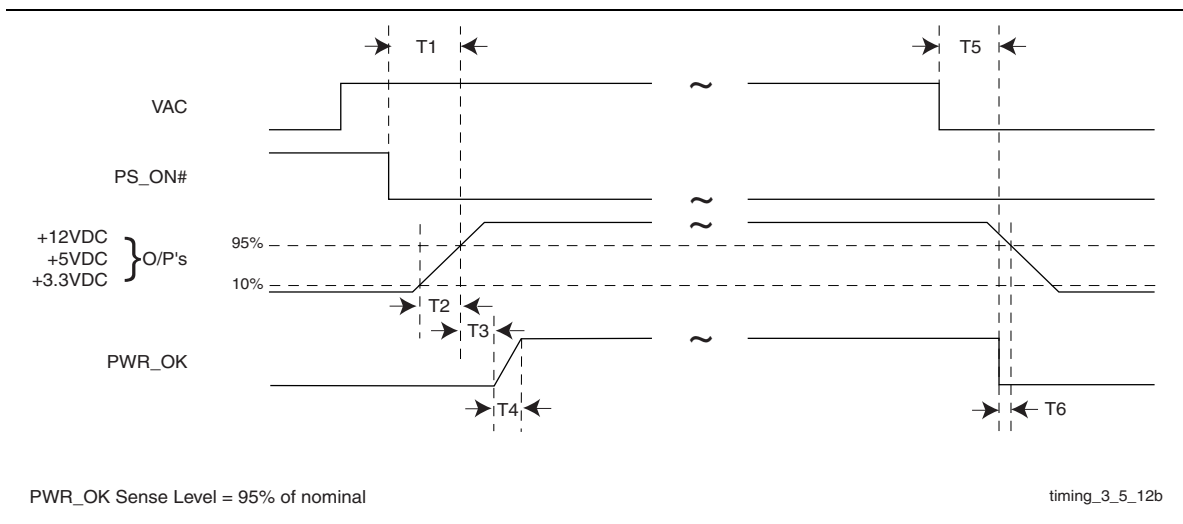 T1
T5
VAC
~
PS_ON#
~
~
+12VDC
+5VDC
+3.3VDC
}O/P's
95%
10%
T2
T3
PWR_OK
~
T4
T6
PWR_OK Sense Level = 95% of nominal
timing_3_5_12b